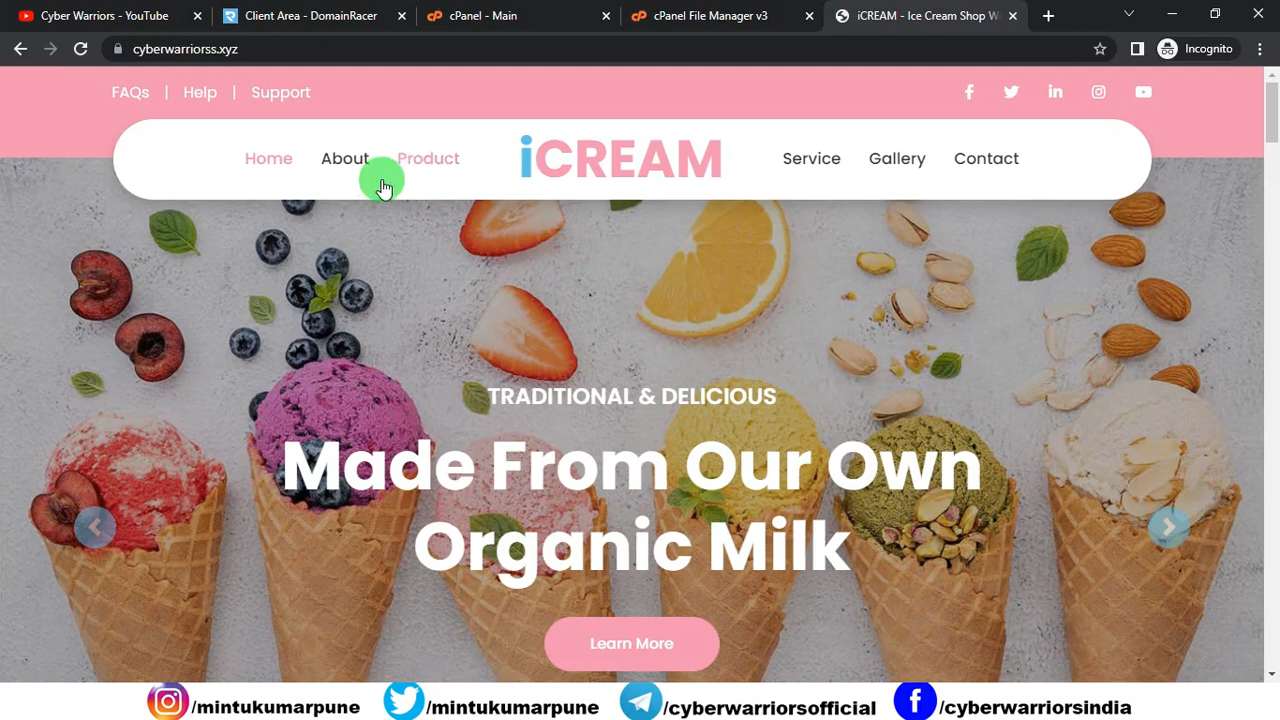 Cyber Warriors - YouTube
Client Area - DomainRacer
cPanel - Main
cPanel File Manager v3
iCREAM - Ice Cream Shop W
cyberwarriorss.xyz
Incognito
FAQs | Help | Support
Home About Product iCREAM Service Gallery Contact
TRADITIONAL & DELICIOUS
Made From Our Own
Organic Milk
Learn More
/mintukumarpune /mintukumarpune /cyberwarriorsofficial /cyberwarriorsindia